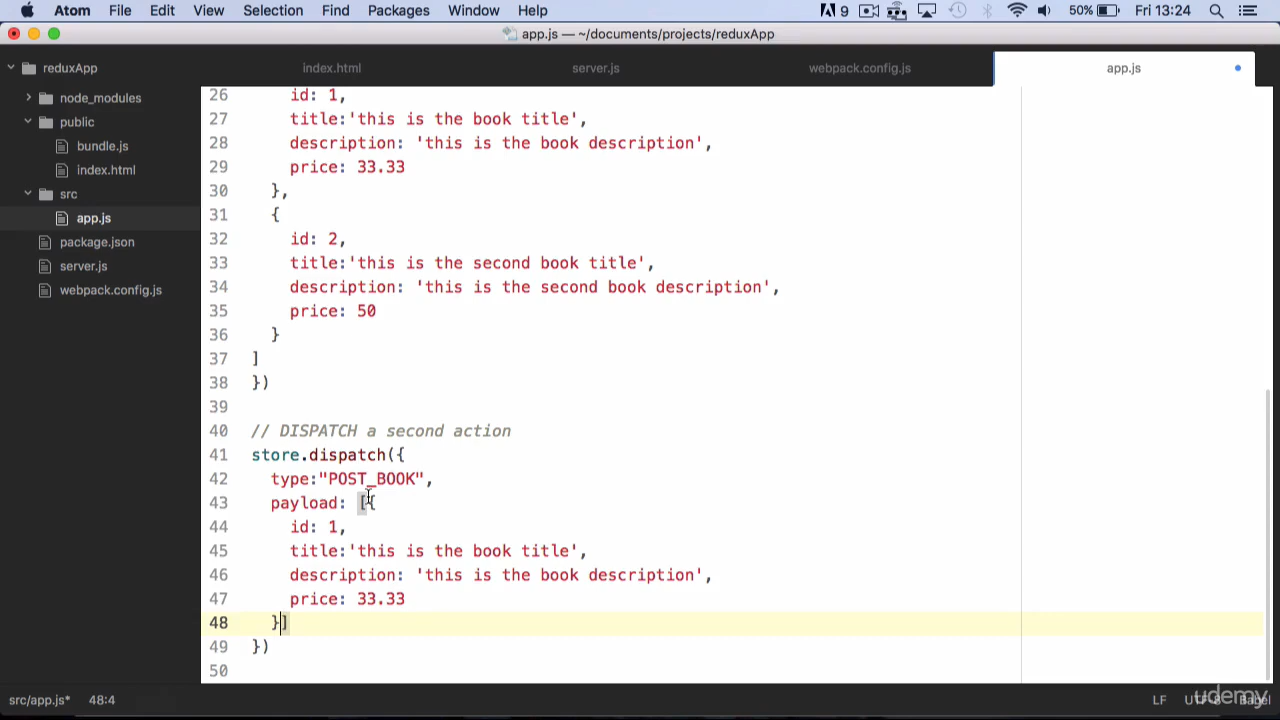 Atom File Edit View Selection Find Packages Window Help 9 50% Fri 13:24
app.js — ~/documents/projects/reduxApp
reduxApp
node_modules
public
bundle.js
index.html
src
app.js
package.json
server.js
webpack.config.js
index.html server.js webpack.config.js app.js
26 id: 1,
27 title:'this is the book title',
28 description: 'this is the book description',
29 price: 33.33
30 },
31 {
32 id: 2,
33 title:'this is the second book title',
34 description: 'this is the second book description',
35 price: 50
36 }
37 ]
38 })
39
40 // DISPATCH a second action
41 store.dispatch({
42 type:"POST_BOOK",
43 payload: [{
44 id: 1,
45 title:'this is the book title',
46 description: 'this is the book description',
47 price: 33.33
48 }]
49 })
50
src/app.js* 48:4 LF UTF-8 Babel
udemy